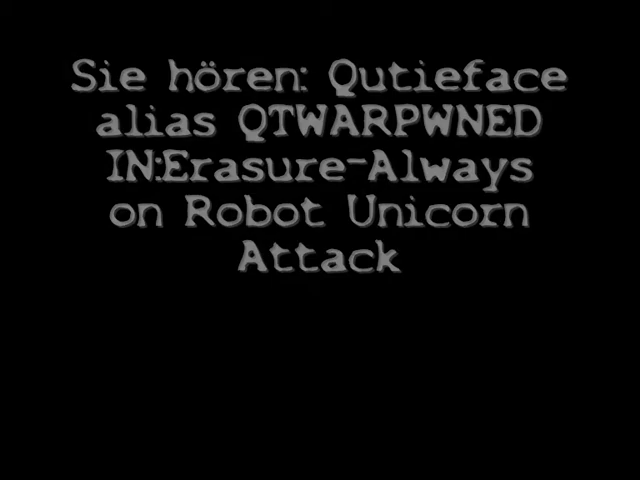 Sie hören: Qutieface
alias QTWARPWNED
IN:Erasure-Always
on Robot Unicorn
Attack